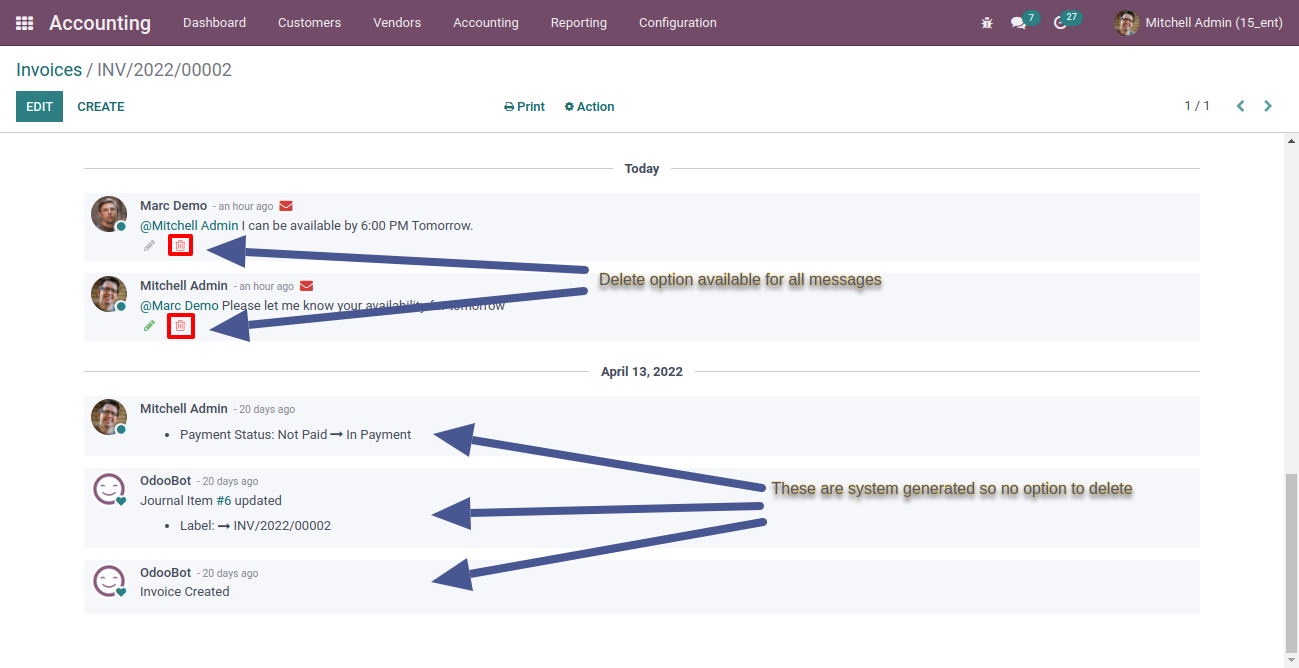 Accounting Dashboard Customers Vendors Accounting Reporting Configuration 7 27 Mitchell Admin (15_ent)
Invoices / INV/2022/00002
EDIT CREATE Print Action 1 / 1
Today
Marc Demo - an hour ago
@Mitchell Admin I can be available by 6:00 PM Tomorrow.
Delete option available for all messages
Mitchell Admin - an hour ago
@Marc Demo Please let me know your availability for tomorrow
April 13, 2022
Mitchell Admin - 20 days ago
• Payment Status: Not Paid → In Payment
OdooBot - 20 days ago
These are system generated so no option to delete
Journal Item #6 updated
• Label: → INV/2022/00002
OdooBot - 20 days ago
Invoice Created